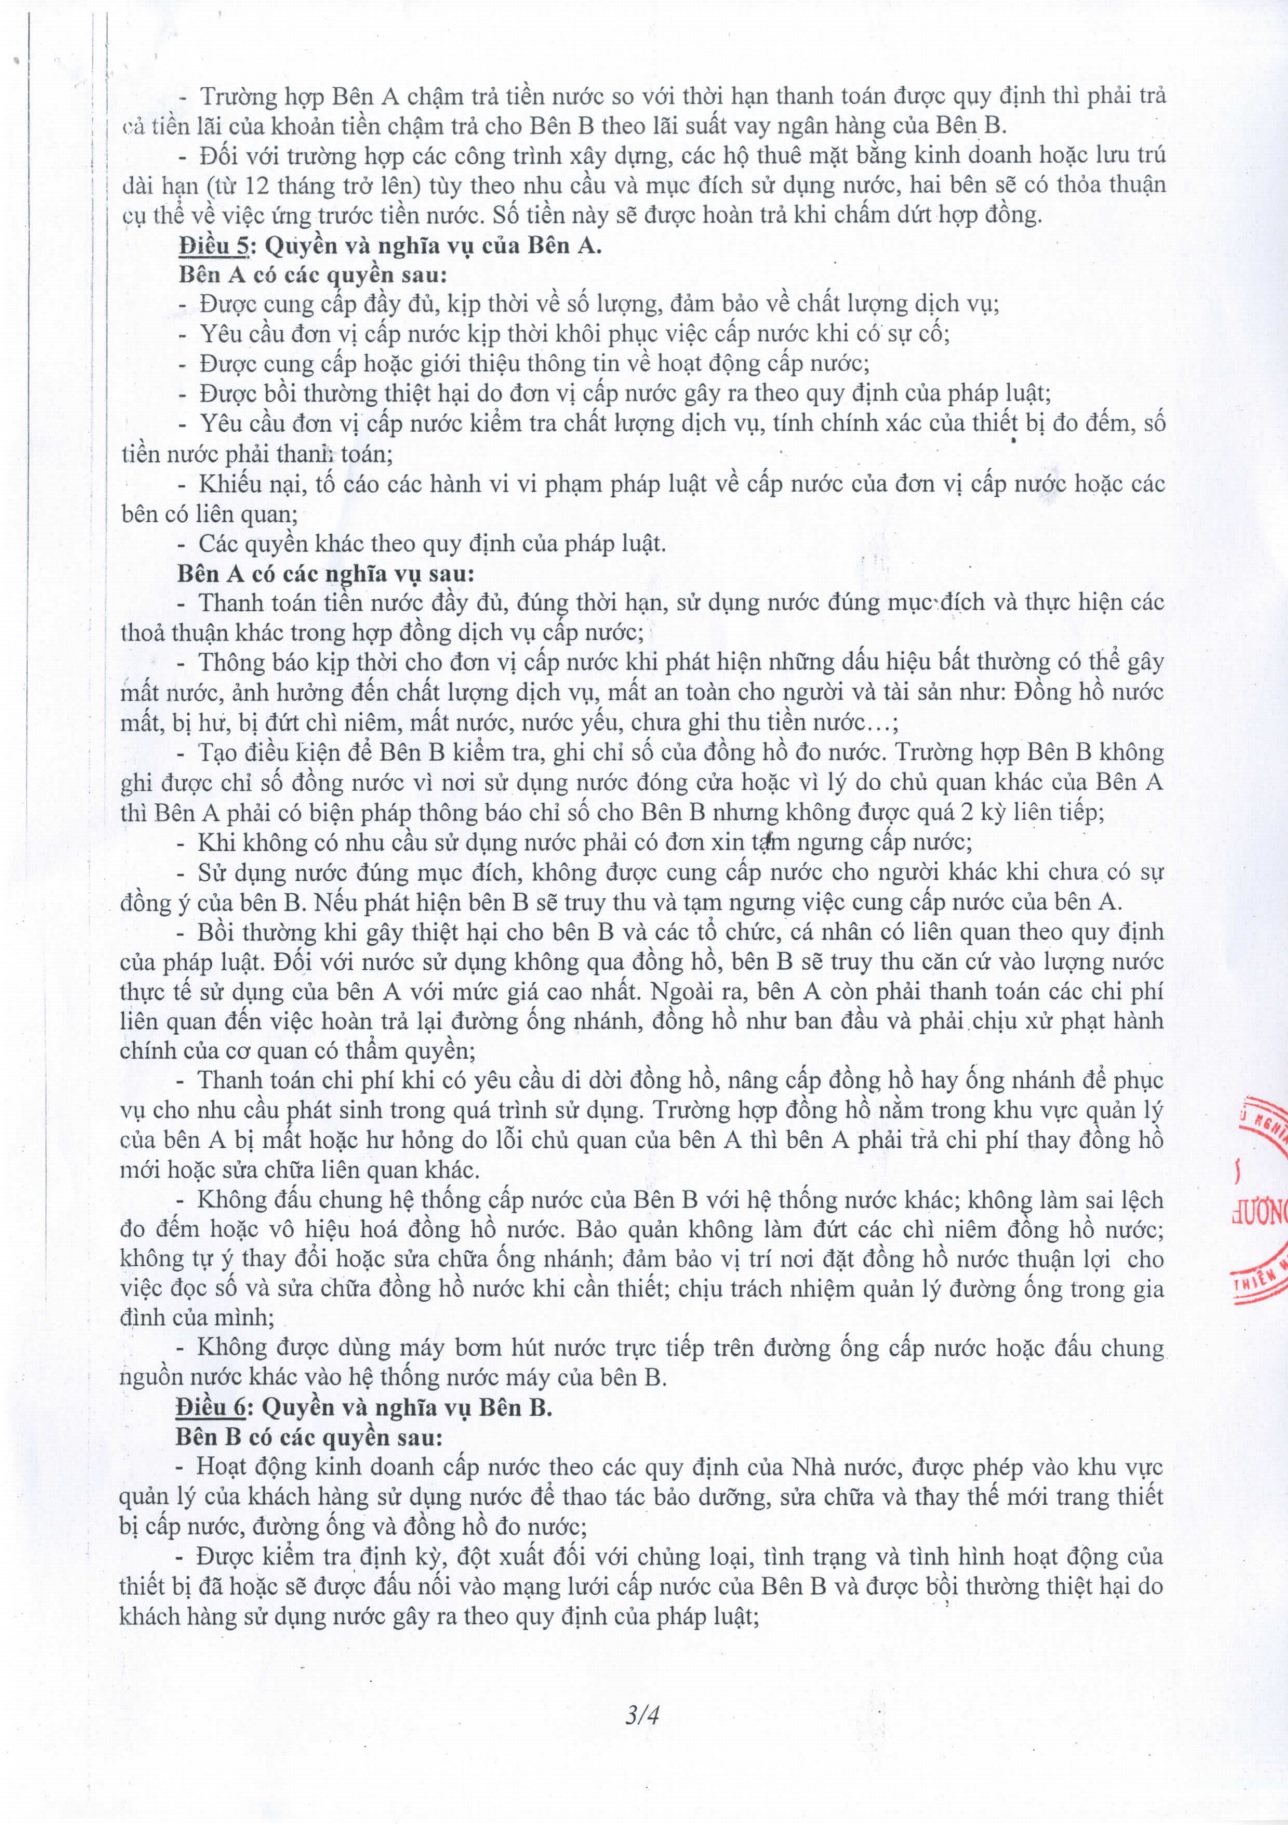 - Trường hợp Bên A chậm trả tiền nước so với thời hạn thanh toán được quy định thì phải trả
cả tiền lãi của khoản tiền chậm trả cho Bên B theo lãi suất vay ngân hàng của Bên B.
- Đối với trường hợp các công trình xây dựng, các hộ thuê mặt bằng kinh doanh hoặc lưu trú
dài hạn (từ 12 tháng trở lên) tùy theo nhu cầu và mục đích sử dụng nước, hai bên sẽ có thỏa thuận
cụ thể về việc ứng trước tiền nước. Số tiền này sẽ được hoàn trả khi chấm dứt hợp đồng.
Điều 5: Quyền và nghĩa vụ của Bên A.
Bên A có các quyền sau:
- Được cung cấp đầy đủ, kịp thời về số lượng, đảm bảo về chất lượng dịch vụ;
- Yêu cầu đơn vị cấp nước kịp thời khôi phục việc cấp nước khi có sự cố;
- Được cung cấp hoặc giới thiệu thông tin về hoạt động cấp nước;
- Được bồi thường thiệt hại do đơn vị cấp nước gây ra theo quy định của pháp luật;
- Yêu cầu đơn vị cấp nước kiểm tra chất lượng dịch vụ, tính chính xác của thiết bị đo đếm, số
tiền nước phải thanh toán;
- Khiếu nại, tố cáo các hành vi vi phạm pháp luật về cấp nước của đơn vị cấp nước hoặc các
bên có liên quan;
- Các quyền khác theo quy định của pháp luật.
Bên A có các nghĩa vụ sau:
- Thanh toán tiền nước đầy đủ, đúng thời hạn, sử dụng nước đúng mục đích và thực hiện các
thoả thuận khác trong hợp đồng dịch vụ cấp nước;
- Thông báo kịp thời cho đơn vị cấp nước khi phát hiện những dấu hiệu bất thường có thể gây
mất nước, ảnh hưởng đến chất lượng dịch vụ, mất an toàn cho người và tài sản như: Đồng hồ nước
mất, bị hư, bị đứt chì niêm, mất nước, nước yếu, chưa ghi thu tiền nước…;
- Tạo điều kiện để Bên B kiểm tra, ghi chỉ số của đồng hồ đo nước. Trường hợp Bên B không
ghi được chỉ số đồng nước vì nơi sử dụng nước đóng cửa hoặc vì lý do chủ quan khác của Bên A
thì Bên A phải có biện pháp thông báo chỉ số cho Bên B nhưng không được quá 2 kỳ liên tiếp;
- Khi không có nhu cầu sử dụng nước phải có đơn xin tạm ngưng cấp nước;
- Sử dụng nước đúng mục đích, không được cung cấp nước cho người khác khi chưa có sự
đồng ý của bên B. Nếu phát hiện bên B sẽ truy thu và tạm ngưng việc cung cấp nước của bên A.
- Bồi thường khi gây thiệt hại cho bên B và các tổ chức, cá nhân có liên quan theo quy định
của pháp luật. Đối với nước sử dụng không qua đồng hồ, bên B sẽ truy thu căn cứ vào lượng nước
thực tế sử dụng của bên A với mức giá cao nhất. Ngoài ra, bên A còn phải thanh toán các chi phí
liên quan đến việc hoàn trả lại đường ống nhánh, đồng hồ như ban đầu và phải chịu xử phạt hành
chính của cơ quan có thẩm quyền;
- Thanh toán chi phí khi có yêu cầu di dời đồng hồ, nâng cấp đồng hồ hay ống nhánh để phục
vụ cho nhu cầu phát sinh trong quá trình sử dụng. Trường hợp đồng hồ nằm trong khu vực quản lý
của bên A bị mất hoặc hư hỏng do lỗi chủ quan của bên A thì bên A phải trả chi phí thay đồng hồ
mới hoặc sửa chữa liên quan khác.
- Không đấu chung hệ thống cấp nước của Bên B với hệ thống nước khác; không làm sai lệch
đo đếm hoặc vô hiệu hoá đồng hồ nước. Bảo quản không làm đứt các chì niêm đồng hồ nước;
không tự ý thay đổi hoặc sửa chữa ống nhánh; đảm bảo vị trí nơi đặt đồng hồ nước thuận lợi cho
việc đọc số và sửa chữa đồng hồ nước khi cần thiết; chịu trách nhiệm quản lý đường ống trong gia
đình của mình;
- Không được dùng máy bơm hút nước trực tiếp trên đường ống cấp nước hoặc đấu chung
nguồn nước khác vào hệ thống nước máy của bên B.
Điều 6: Quyền và nghĩa vụ Bên B.
Bên B có các quyền sau:
- Hoạt động kinh doanh cấp nước theo các quy định của Nhà nước, được phép vào khu vực
quản lý của khách hàng sử dụng nước để thao tác bảo dưỡng, sửa chữa và thay thế mới trang thiết
bị cấp nước, đường ống và đồng hồ đo nước;
- Được kiểm tra định kỳ, đột xuất đối với chủng loại, tình trạng và tình hình hoạt động của
thiết bị đã hoặc sẽ được đấu nối vào mạng lưới cấp nước của Bên B và được bồi thường thiệt hại do
khách hàng sử dụng nước gây ra theo quy định của pháp luật;
3/4